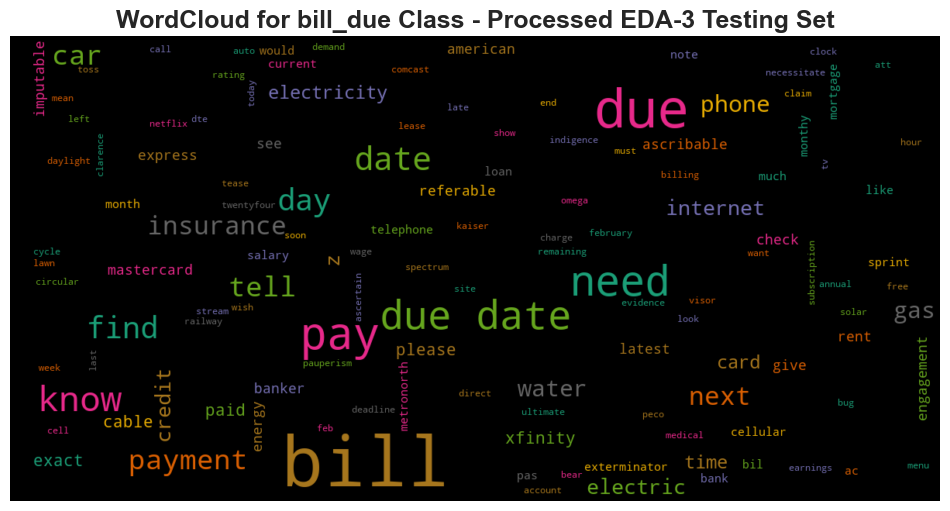 WordCloud for bill_due Class - Processed EDA-3 Testing Set
imputable
car
toss
call
auto
would
demand
american
note
clock
current
rating
comcast
necessitate
att
mortgage
mean
today
electricity
late
end
due
phone
claim
left
netflix
dte
lease
show
indigence
must
ascribable
monthy
hour
daylight
clarence
express
see
date
loan
billing
much
tv
like
tease
referable
month
twentyfour
day
omega
internet
insurance
soon
telephone
kaiser
charge
february
check
cycle
lawn
mastercard
salary
z
wage
remaining
want
sprint
circular
tell
spectrum
site
need
subscription
annual
free
stream
wish
ascertain
evidence
visor
find
railway
pay
due date
look
solar
gas
rent
week
last
pauperism
please
latest
card
give
engagement
know
credit
banker
metronorth
direct
water
next
bug
cable
paid
deadline
ultimate
peco
cell
energy
feb
xfinity
medical
cellular
exact
payment
bill
pas
bear
exterminator
time
bank
bil
earnings
ac
menu
account
electric